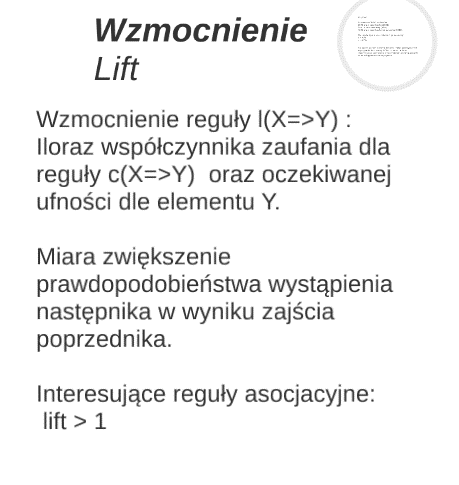 Wzmocnienie
Lift
Wzmocnienie reguły l(X=>Y) :
Iloraz współczynnika zaufania dla
reguły c(X=>Y)  oraz oczekiwanej
ufności dle elementu Y.
Miara zwiększenie
prawdopodobieństwa wystąpienia
następnika w wyniku zajścia
poprzednika.
Interesujące reguły asocjacyjne:
lift > 1